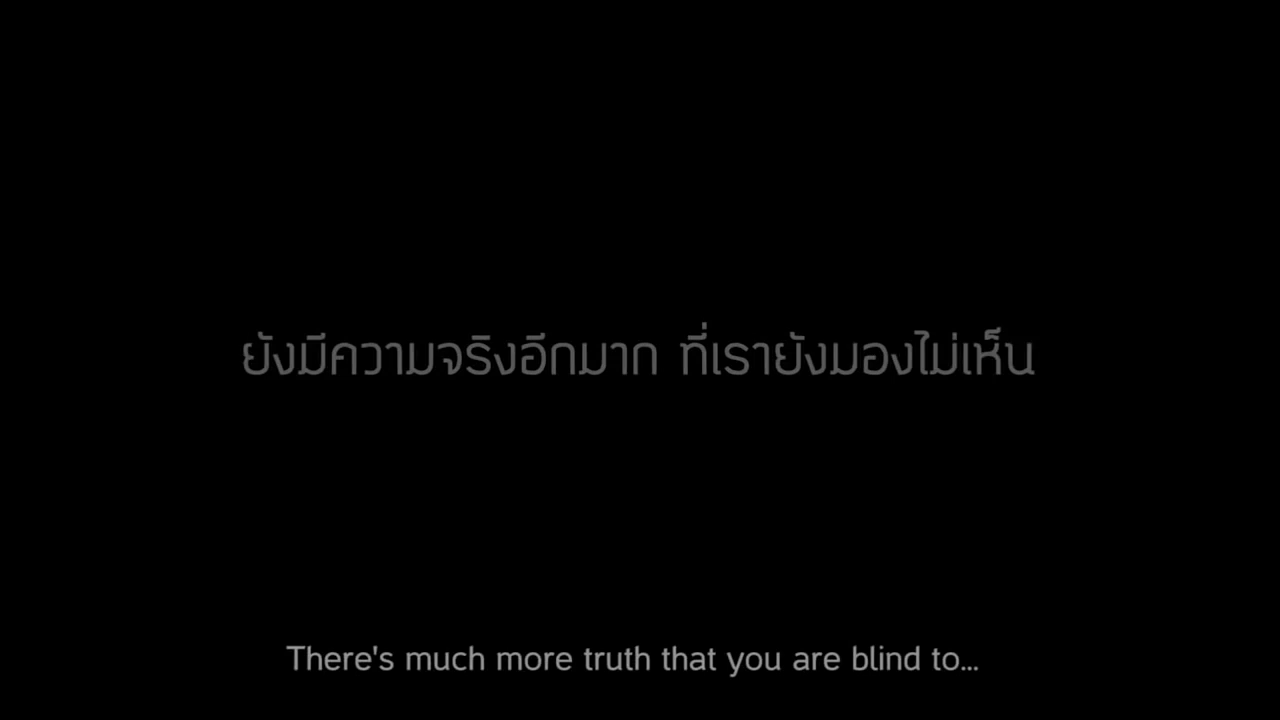 ยังมีความจริงอีกมาก ที่เรายังมองไม่เห็น
There's much more truth that you are blind to...